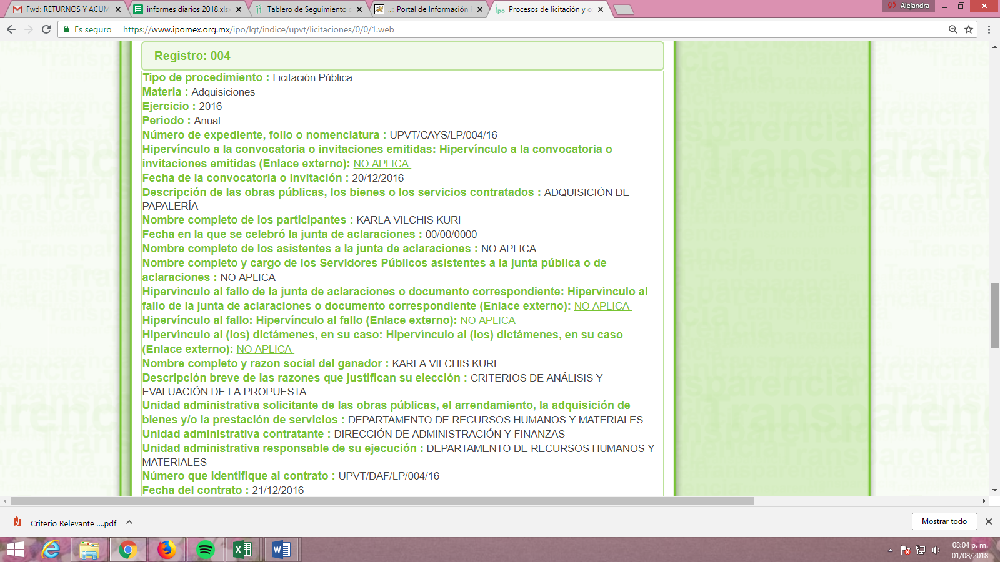 Fwd: RETURNOS Y ACUM
informes diarios 2018.xlsx
Tablero de Seguimiento
..:: Portal de Información
Procesos de licitación y c
Alejandra
Es seguro
https://www.ipomex.org.mx/ipo/lgt/indice/upvt/licitaciones/0/0/1.web
Registro: 004
Tipo de procedimiento : Licitación Pública
Materia : Adquisiciones
Ejercicio : 2016
Periodo : Anual
Número de expediente, folio o nomenclatura : UPVT/CAYS/LP/004/16
Hipervínculo a la convocatoria o invitaciones emitidas: Hipervínculo a la convocatoria o
invitaciones emitidas (Enlace externo): NO APLICA
Fecha de la convocatoria o invitación : 20/12/2016
Descripción de las obras públicas, los bienes o los servicios contratados : ADQUISICIÓN DE
PAPALERÍA
Nombre completo de los participantes : KARLA VILCHIS KURI
Fecha en la que se celebró la junta de aclaraciones : 00/00/0000
Nombre completo de los asistentes a la junta de aclaraciones : NO APLICA
Nombre completo y cargo de los Servidores Públicos asistentes a la junta pública o de
aclaraciones : NO APLICA
Hipervínculo al fallo de la junta de aclaraciones o documento correspondiente: Hipervínculo al
fallo de la junta de aclaraciones o documento correspondiente (Enlace externo): NO APLICA
Hipervínculo al fallo: Hipervínculo al fallo (Enlace externo): NO APLICA
Hipervínculo al (los) dictámenes, en su caso: Hipervínculo al (los) dictámenes, en su caso
(Enlace externo): NO APLICA
Nombre completo y razon social del ganador : KARLA VILCHIS KURI
Descripción breve de las razones que justifican su elección : CRITERIOS DE ANÁLISIS Y
EVALUACIÓN DE LA PROPUESTA
Unidad administrativa solicitante de las obras públicas, el arrendamiento, la adquisición de
bienes y/o la prestación de servicios : DEPARTAMENTO DE RECURSOS HUMANOS Y MATERIALES
Unidad administrativa contratante : DIRECCIÓN DE ADMINISTRACIÓN Y FINANZAS
Unidad administrativa responsable de su ejecución : DEPARTAMENTO DE RECURSOS HUMANOS Y
MATERIALES
Número que identifique al contrato : UPVT/DAF/LP/004/16
Fecha del contrato : 21/12/2016
Criterio Relevante ....pdf
Mostrar todo
08:04 p. m.
01/08/2018